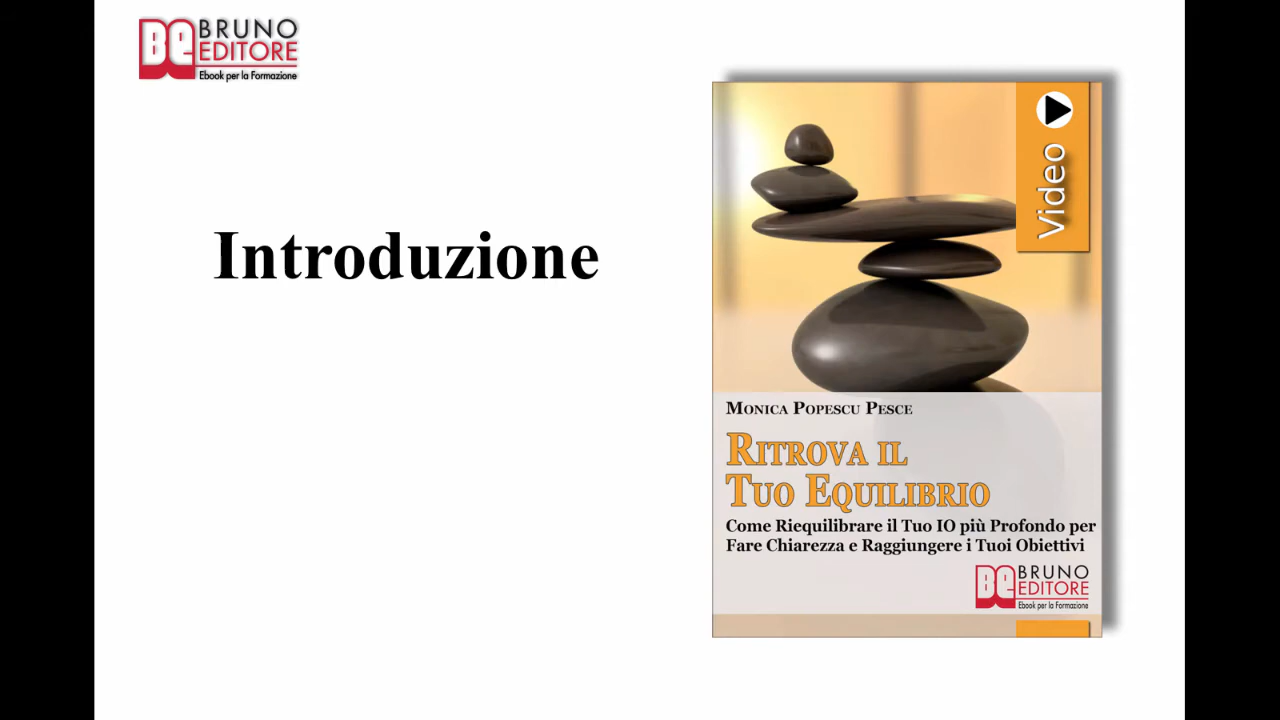 BRUNO
EDITORE
Ebook per la Formazione
Introduzione
Video
MONICA POPESCU PESCE
RITROVA IL
TUO EQUILIBRIO
Come Riequilibrare il Tuo IO più Profondo per
Fare Chiarezza e Raggiungere i Tuoi Obiettivi
BRUNO
EDITORE
Ebook per la Formazione